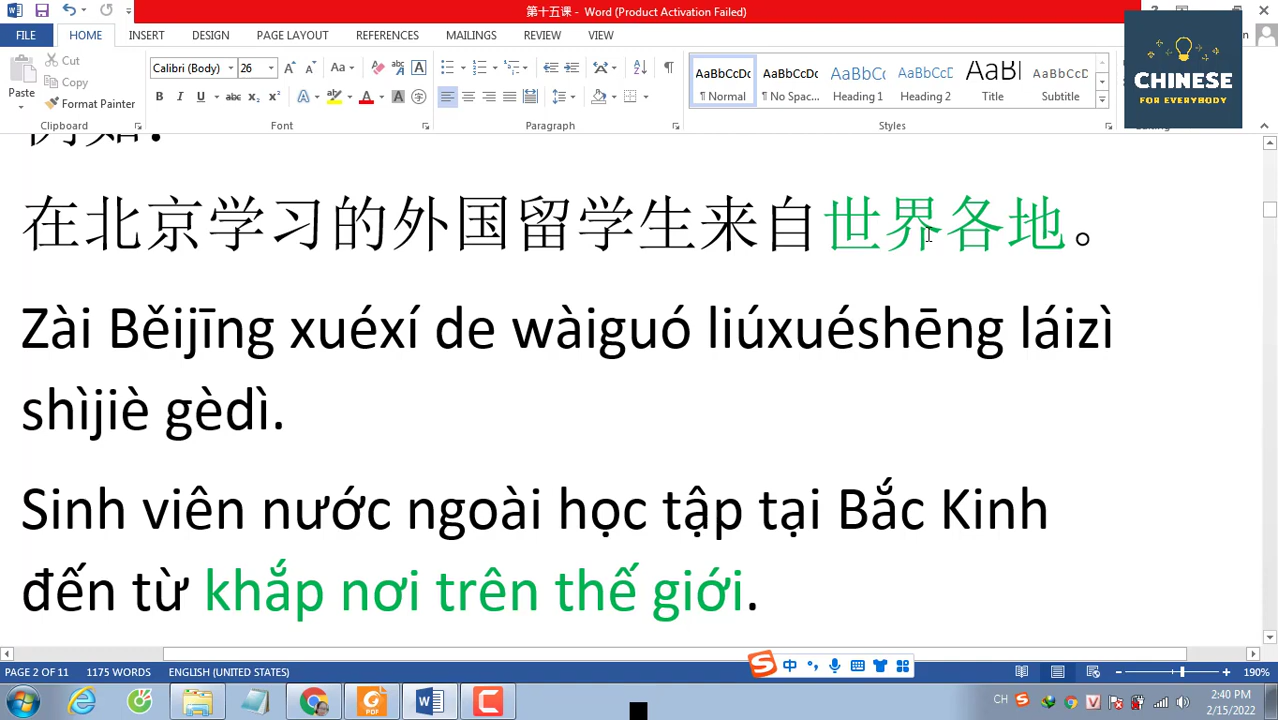 第十五课 - Word (Product Activation Failed)
FILE HOME INSERT DESIGN PAGE LAYOUT REFERENCES MAILINGS REVIEW VIEW
CHINESE
FOR EVERYBODY
Paste
Cut
Copy
Format Painter
Calibri (Body) 26
AaBbCcDc AaBbCcDc AaBbCc AaBbCc AaBl AaBbCcD
¶ Normal ¶ No Spac... Heading 1 Heading 2 Title Subtitle
Clipboard Font Paragraph Styles
例如:
在北京学习的外国留学生来自世界各地。
Zài Běijīng xuéxí de wàiguó liúxuéshēng láizì
shìjiè gèdì.
Sinh viên nước ngoài học tập tại Bắc Kinh
đến từ khắp nơi trên thế giới.
中
PAGE 2 OF 11 1175 WORDS ENGLISH (UNITED STATES) 190%
CH 2:40 PM
2/15/2022